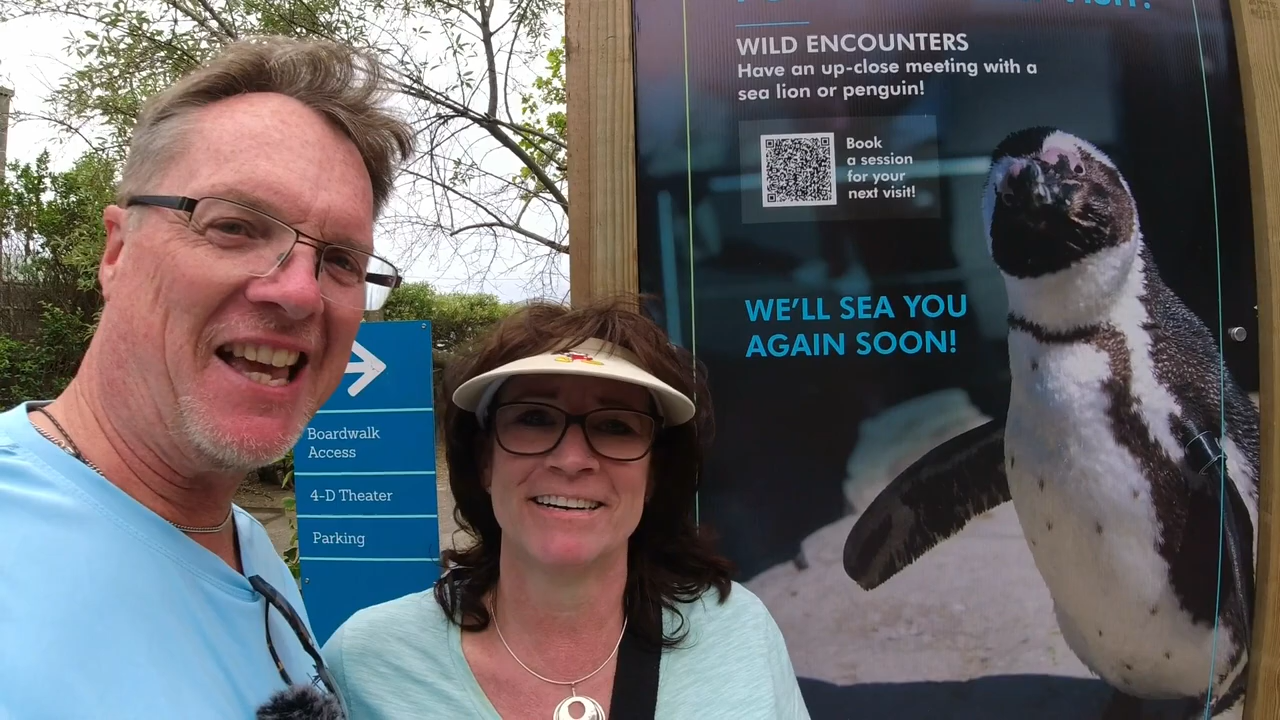 WILD ENCOUNTERS
Have an up-close meeting with a
sea lion or penguin!
Book
a session
for your
next visit!
WE'LL SEA YOU
AGAIN SOON!
Boardwalk
Access
4-D Theater
Parking